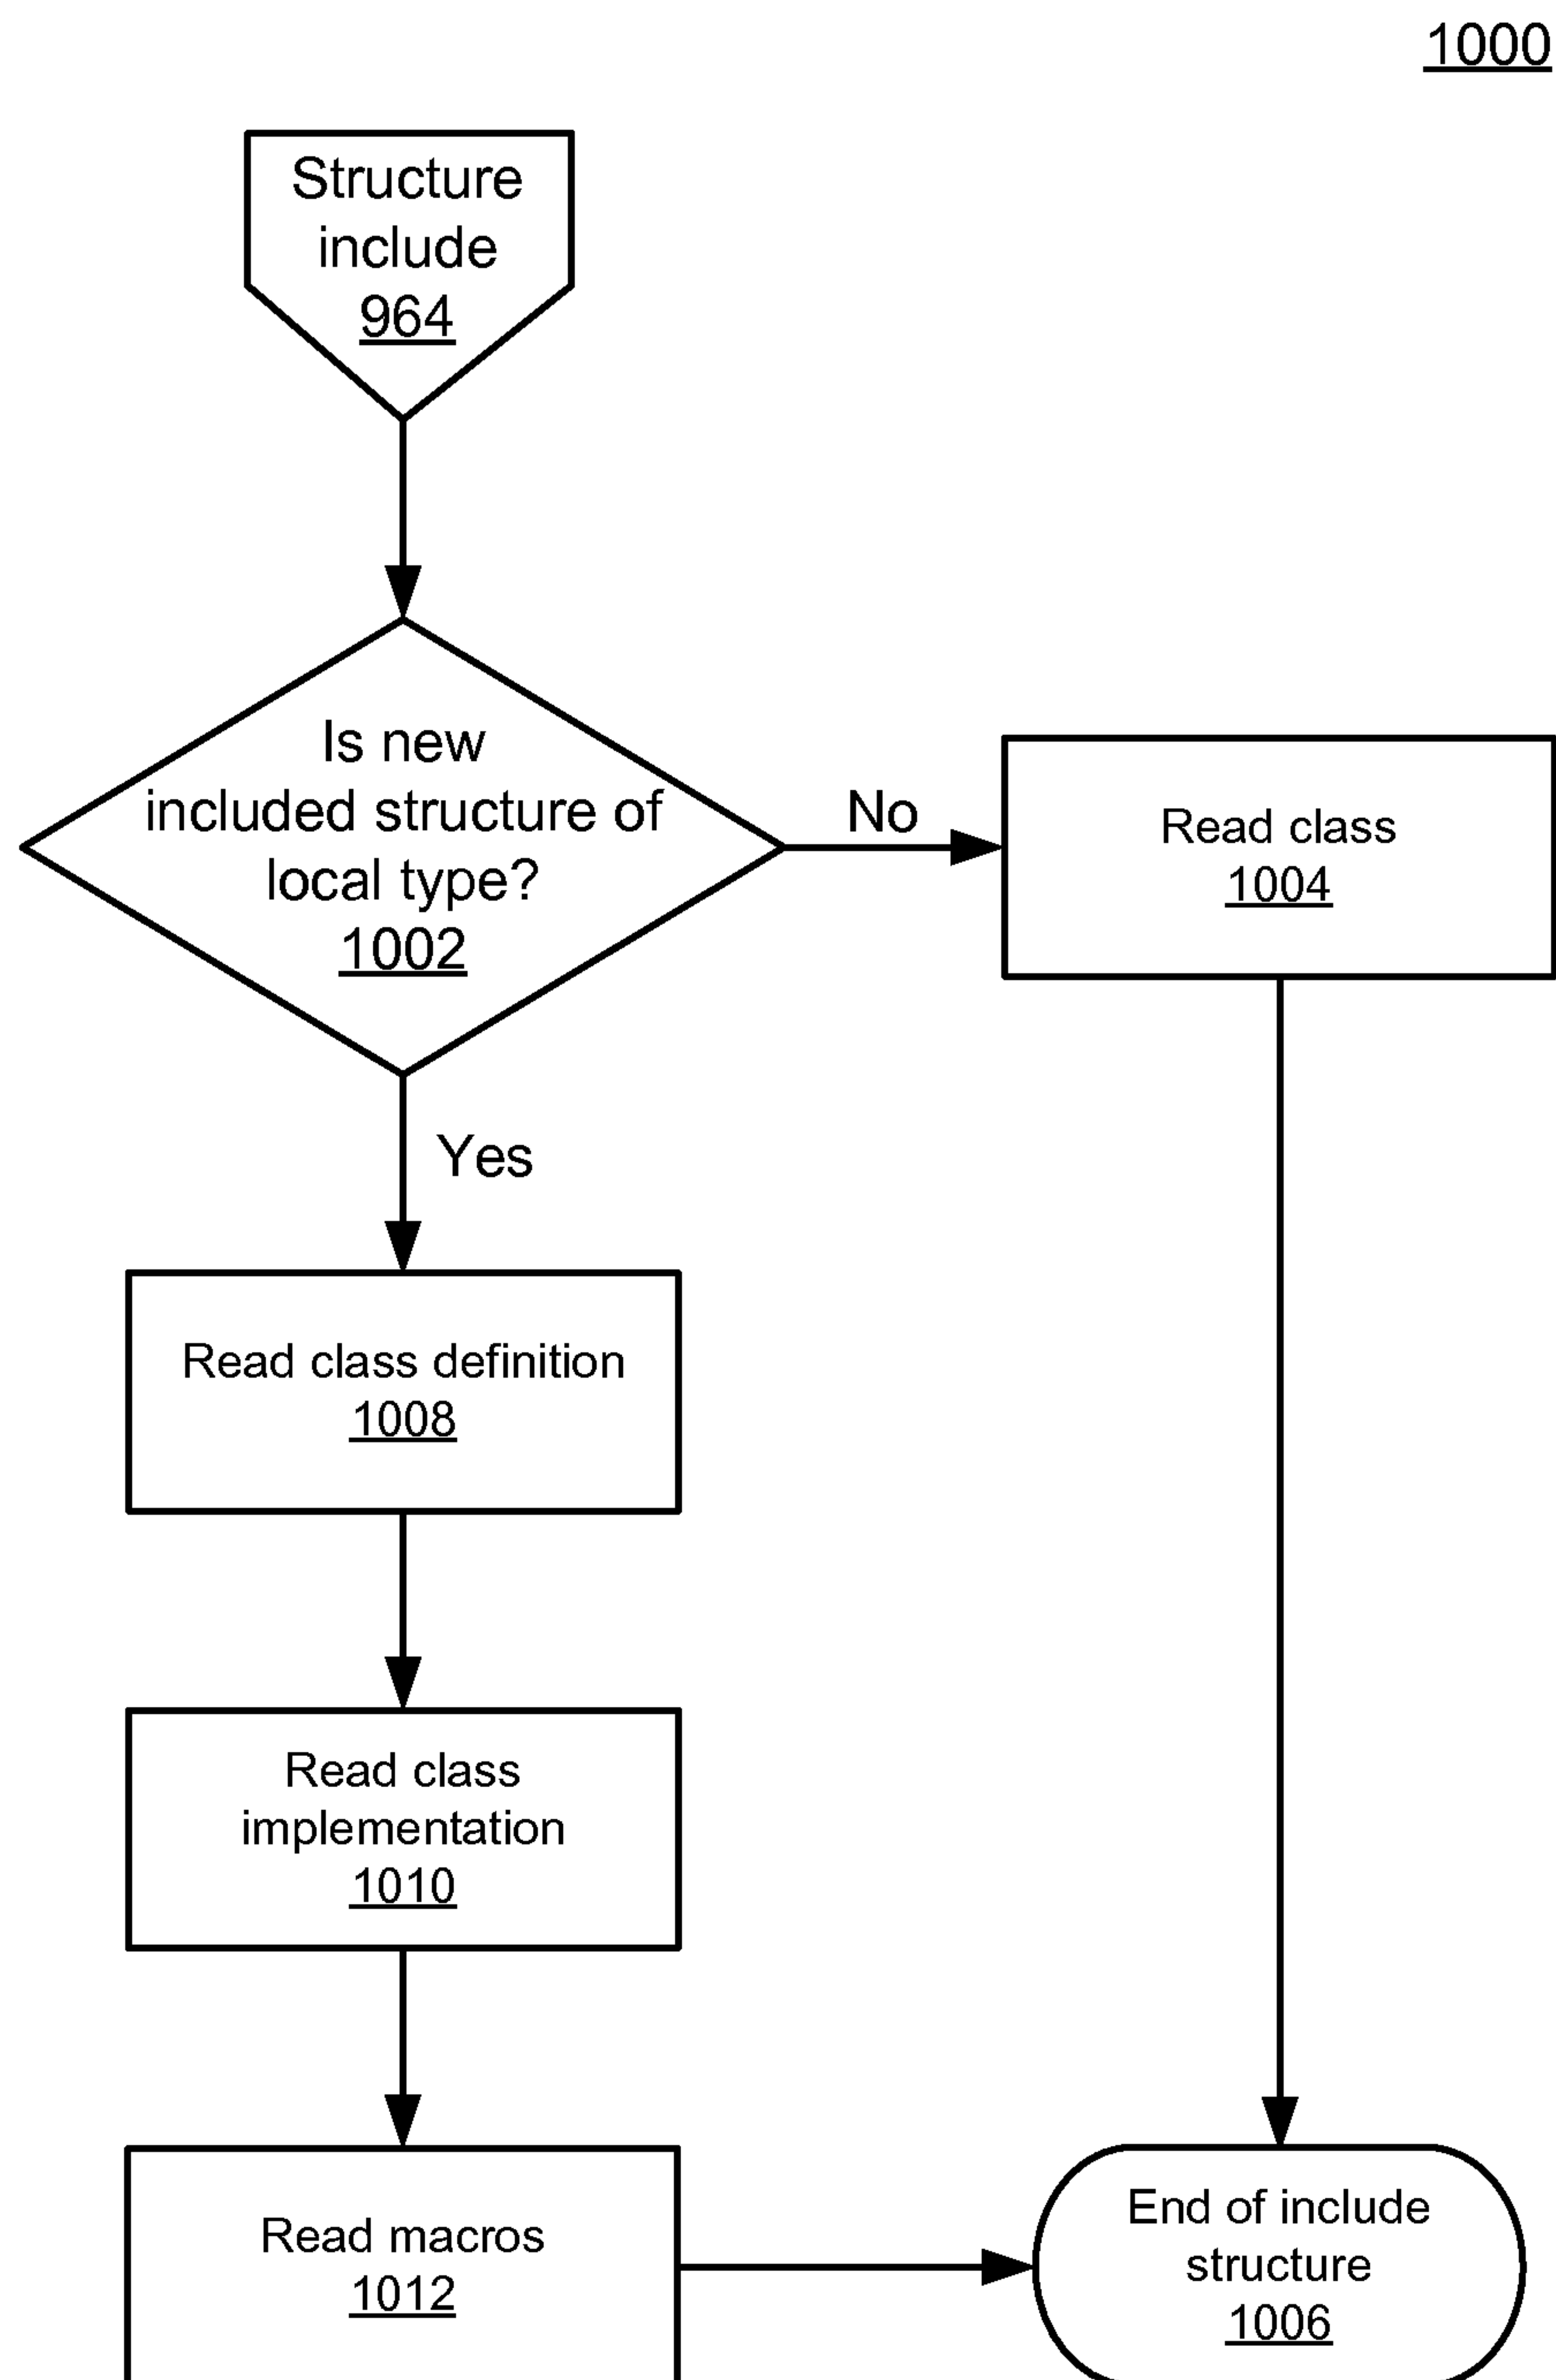 1000
Structure
include
964
Is new
included structure of
local type?
1002
No
Read class
1004
Yes
Read class definition
1008
Read class
implementation
1010
Read macros
1012
End of include
structure
1006